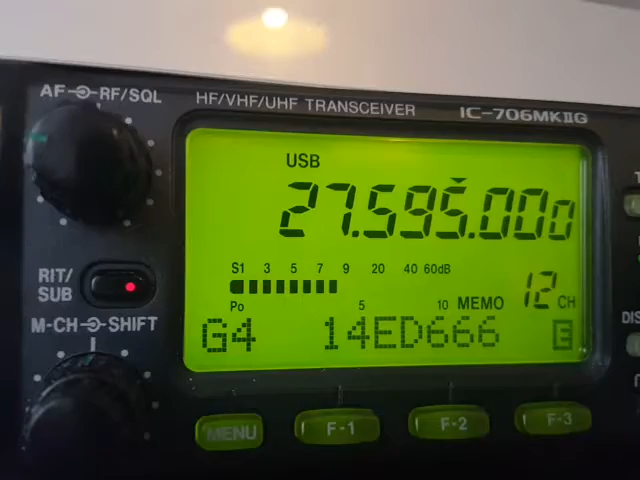 AF RF/SQL
HF/VHF/UHF TRANSCEIVER IC-706MKIIG
USB
27.595.000
S1 3 5 7 9 20 40 60dB
RIT/
SUB
Po 5 10 MEMO 12 CH
M-CH SHIFT
G4 14ED666 E
MENU F-1 F-2 F-3